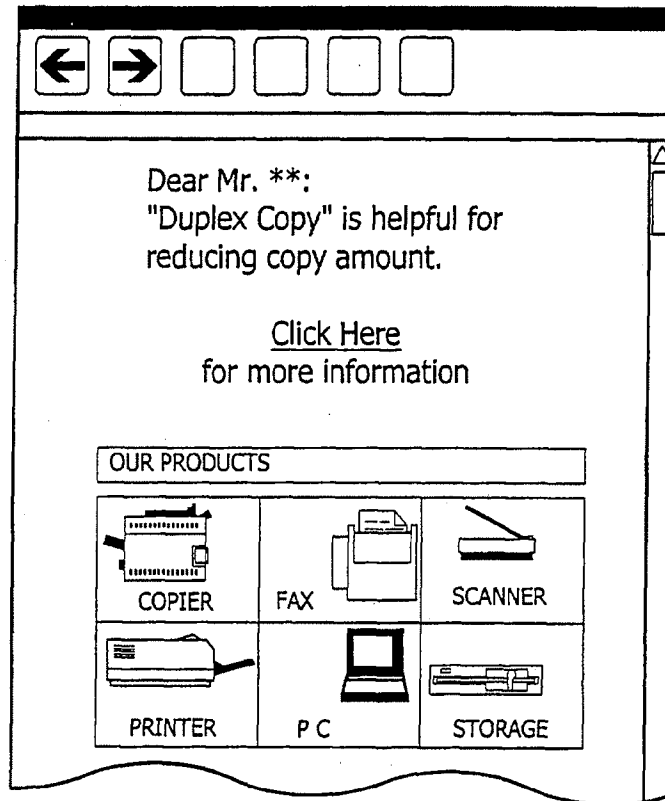 Dear Mr. **:
"Duplex Copy" is helpful for
reducing copy amount.
Click Here
for more information
OUR PRODUCTS
COPIER
FAX
SCANNER
PRINTER
P C
STORAGE